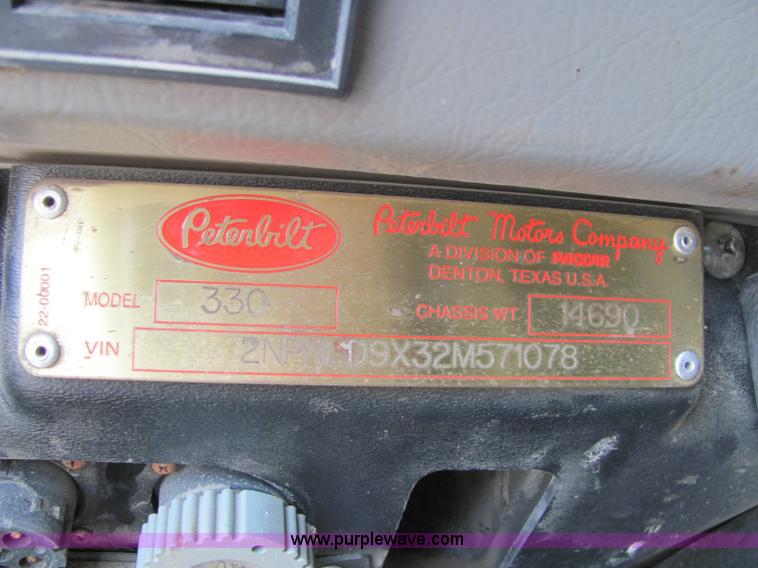 Peterbilt
Peterbilt Motors Company
A DIVISION OF PACCAR
DENTON, TEXAS U.S.A.
MODEL 330
CHASSIS WT. 14690
VIN
22-00001
www.purplewave.com